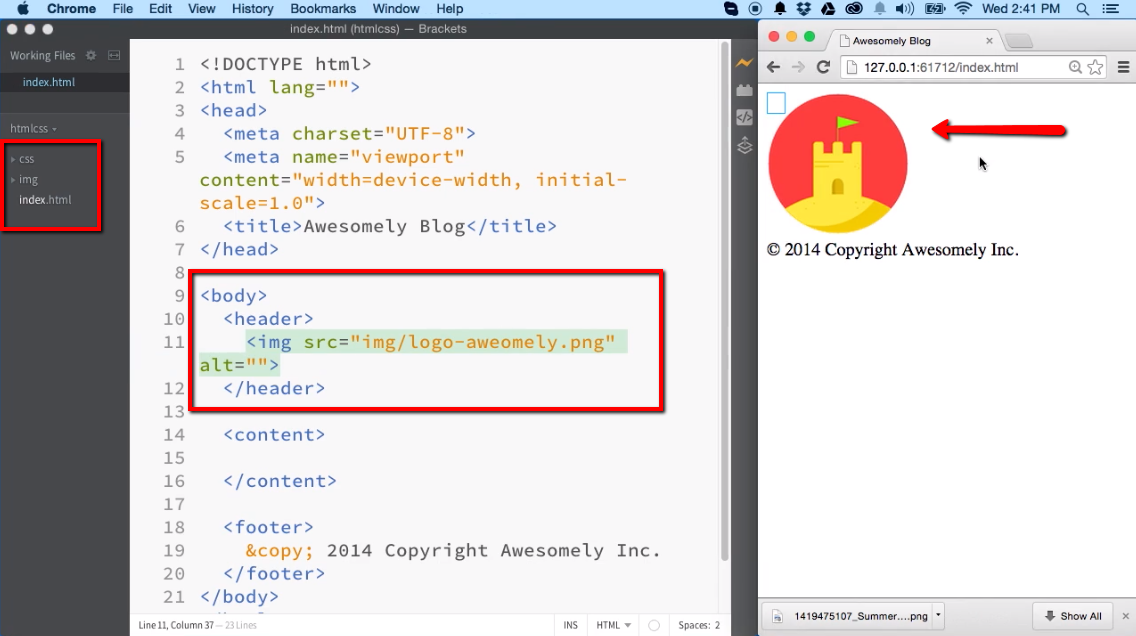 Chrome File Edit View History Bookmarks Window Help Wed 2:41 PM
index.html (htmlcss) — Brackets
Working Files
index.html
htmlcss
css
img
index.html
1 <!DOCTYPE html>
2 <html lang="">
3 <head>
4 <meta charset="UTF-8">
5 <meta name="viewport"
content="width=device-width, initial-
scale=1.0">
6 <title>Awesomely Blog</title>
7 </head>
8
9 <body>
10 <header>
11 <img src="img/logo-aweomely.png"
alt="">
12 </header>
13
14 <content>
15
16 </content>
17
18 <footer>
19 &copy; 2014 Copyright Awesomely Inc.
20 </footer>
21 </body>
Line 11, Column 37 — 23 Lines
INS HTML Spaces: 2
Awesomely Blog
127.0.0.1:61712/index.html
© 2014 Copyright Awesomely Inc.
1419475107_Summer....png
Show All